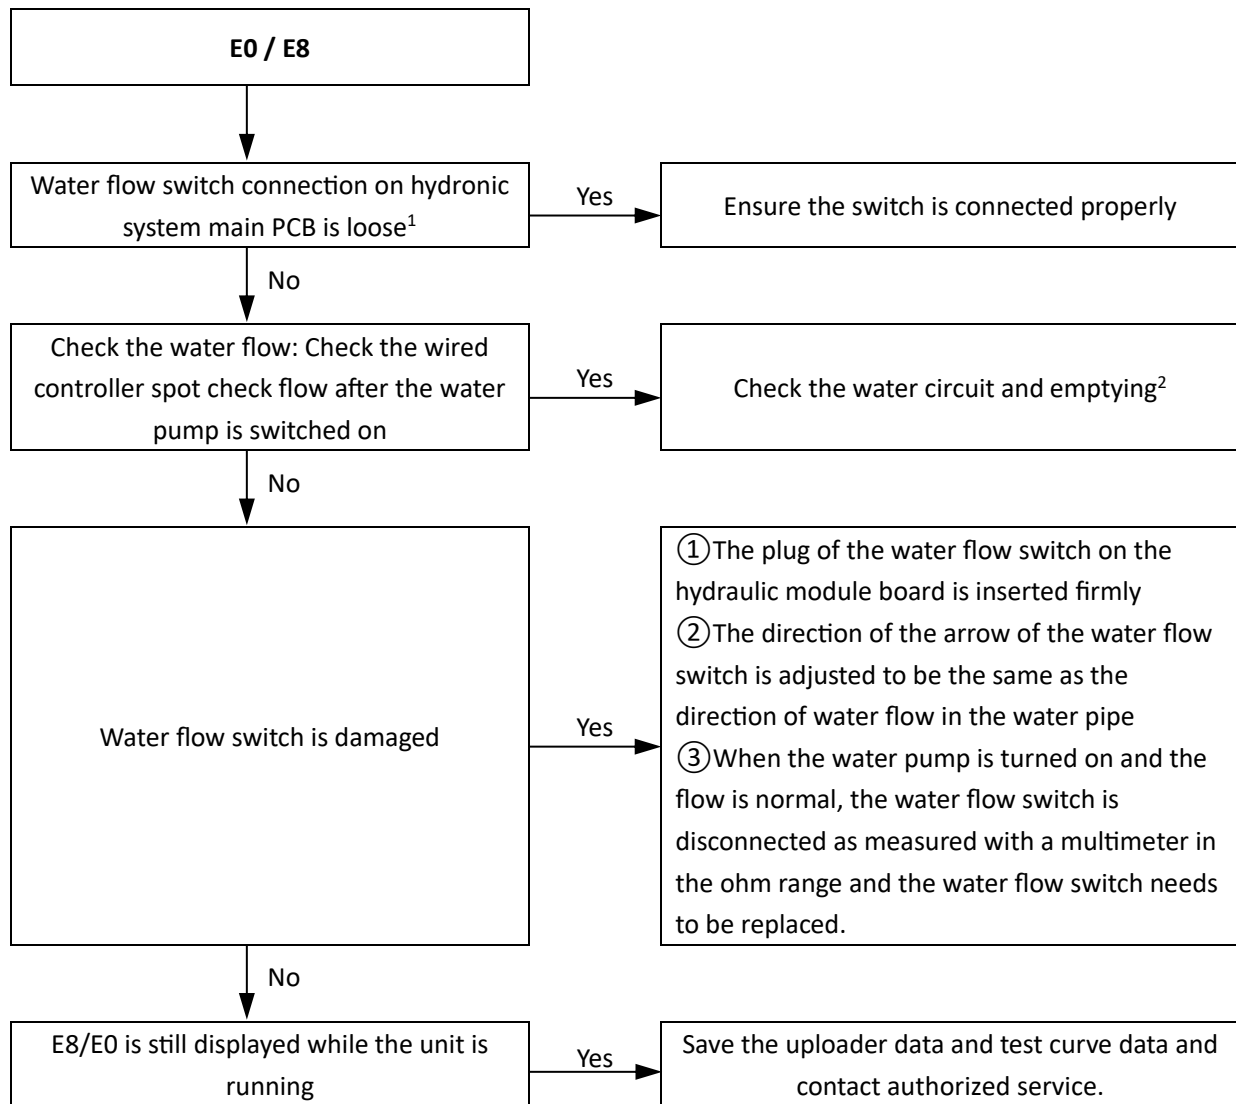 E0 / E8
Water flow switch connection on hydronic
system main PCB is loose¹
Yes
Ensure the switch is connected properly
No
Check the water flow: Check the wired
controller spot check flow after the water
pump is switched on
Yes
Check the water circuit and emptying²
No
Water flow switch is damaged
Yes
①The plug of the water flow switch on the
hydraulic module board is inserted firmly
②The direction of the arrow of the water flow
switch is adjusted to be the same as the
direction of water flow in the water pipe
③When the water pump is turned on and the
flow is normal, the water flow switch is
disconnected as measured with a multimeter in
the ohm range and the water flow switch needs
to be replaced.
No
E8/E0 is still displayed while the unit is
running
Yes
Save the uploader data and test curve data and
contact authorized service.